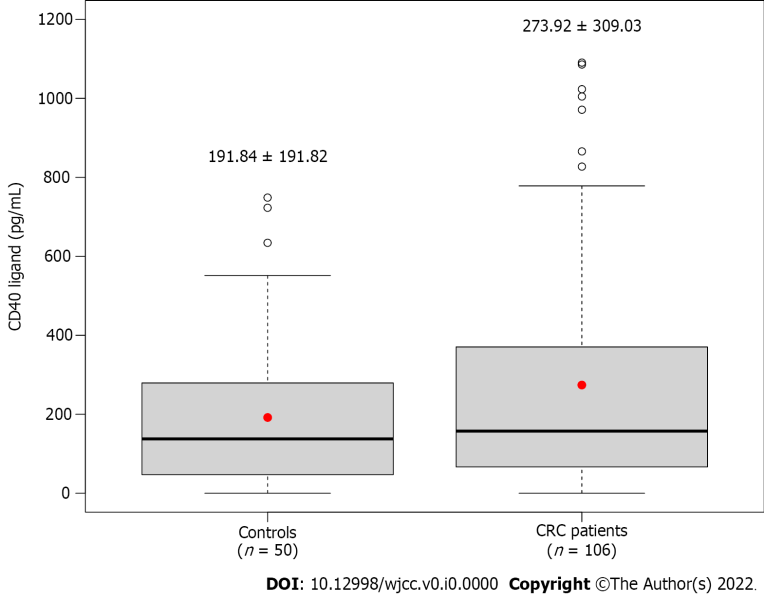 1200
273.92 ± 309.03
1000
191.84 ± 191.82
800
CD40 ligand (pg/mL)
600
400
200
0
Controls
(n = 50)
CRC patients
(n = 106)
DOI: 10.12998/wjcc.v0.i0.0000 Copyright ©The Author(s) 2022.